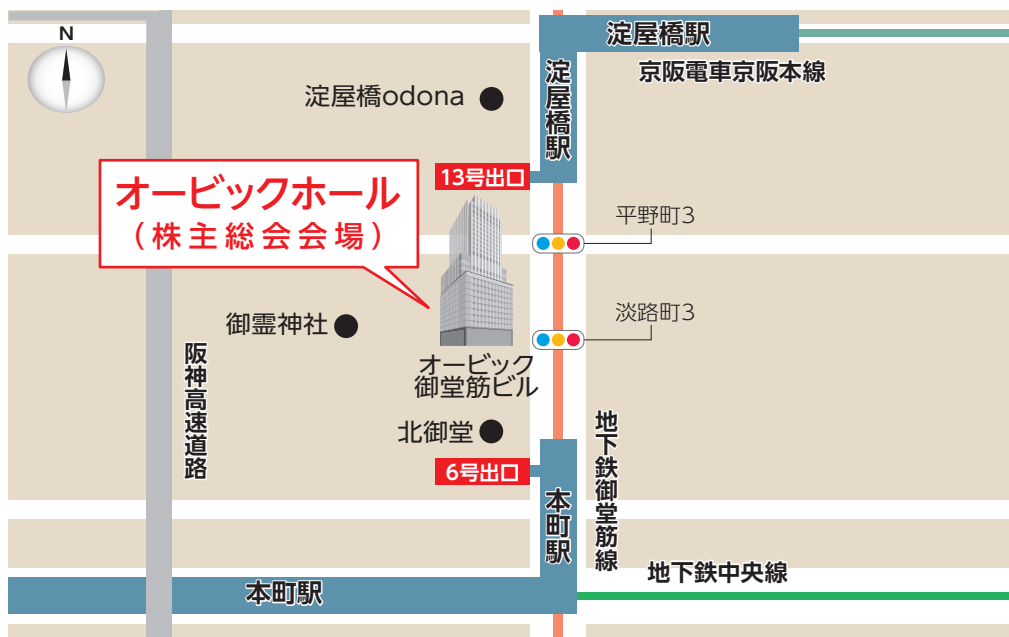 N
淀屋橋駅
京阪電車京阪本線
淀屋橋odona
淀屋橋駅
13号出口
オービックホール
（株主総会会場）
平野町3
御霊神社
淡路町3
オービック
御堂筋ビル
阪神高速道路
北御堂
6号出口
地下鉄御堂筋線
本町駅
地下鉄中央線
本町駅